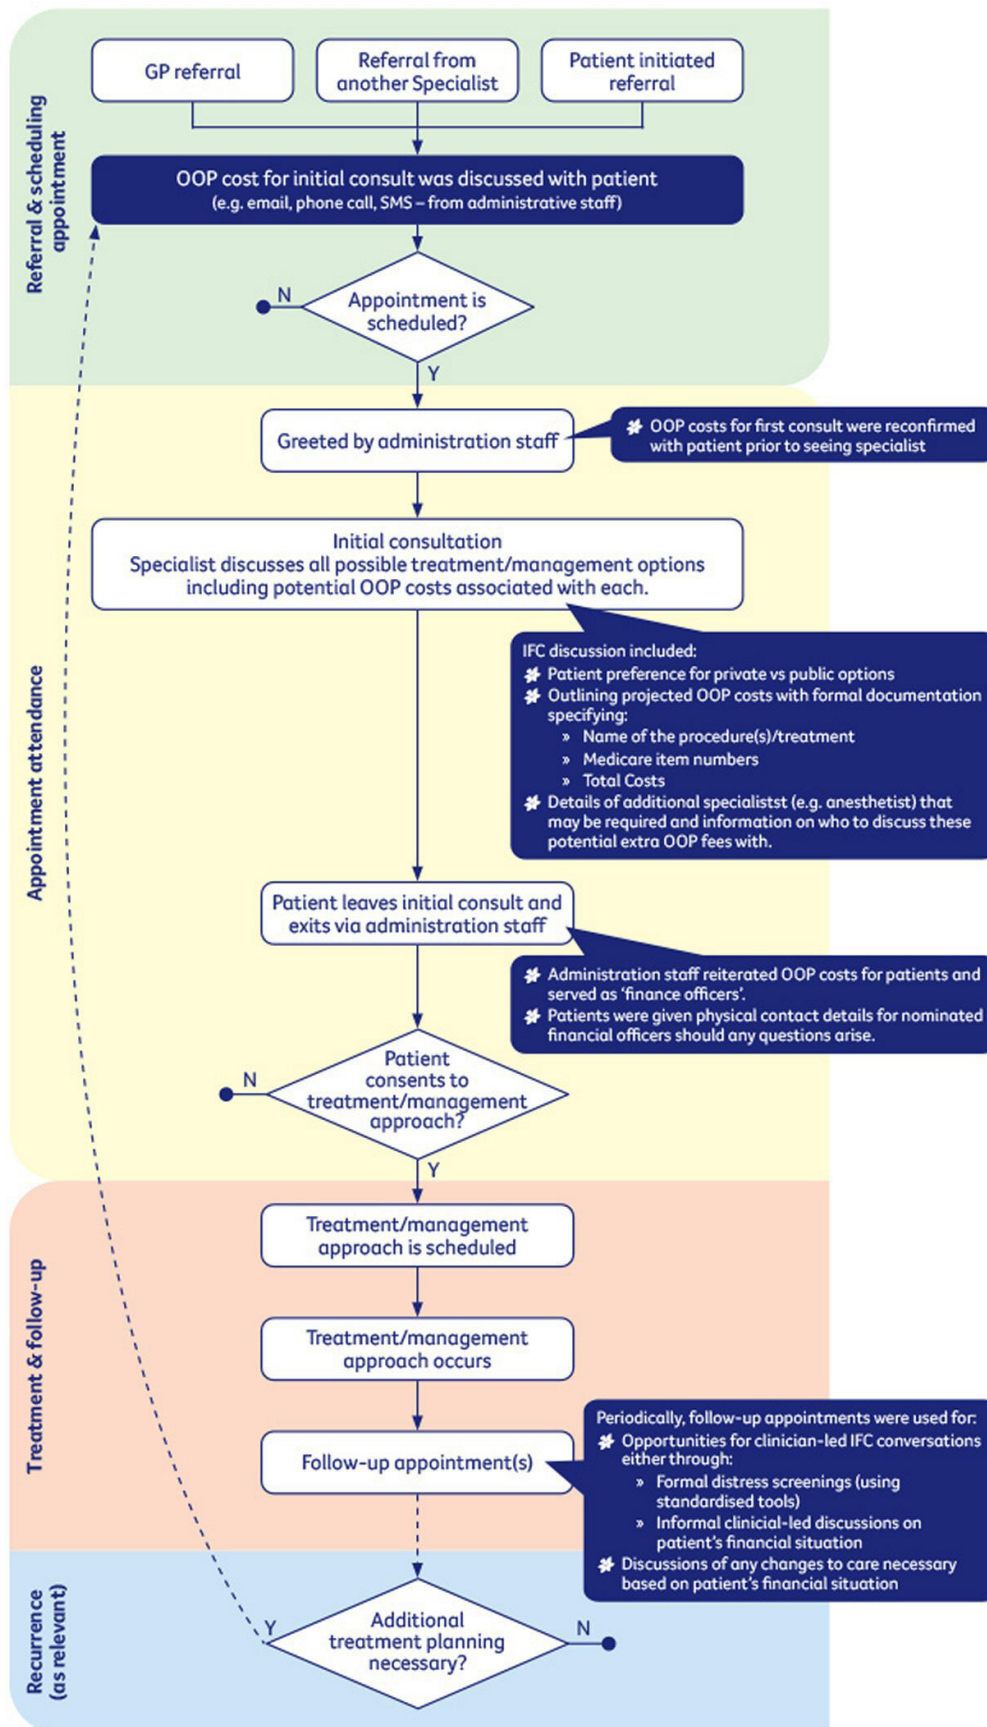 Referral & scheduling
appointment
GP referral
Referral from
another Specialist
Patient initiated
referral
OOP cost for initial consult was discussed with patient
(e.g. email, phone call, SMS – from administrative staff)
N
Appointment is
scheduled?
Y
Appointment attendance
Greeted by administration staff
OOP costs for first consult were reconfirmed
with patient prior to seeing specialist
Initial consultation
Specialist discusses all possible treatment/management options
including potential OOP costs associated with each.
IFC discussion included:
Patient preference for private vs public options
Outlining projected OOP costs with formal documentation
specifying:
» Name of the procedure(s)/treatment
» Medicare item numbers
» Total Costs
Details of additional specialistst (e.g. anesthetist) that
may be required and information on who to discuss these
potential extra OOP fees with.
Patient leaves initial consult and
exits via administration staff
Administration staff reiterated OOP costs for patients and
served as ‘finance officers’.
Patients were given physical contact details for nominated
financial officers should any questions arise.
N
Patient
consents to
treatment/management
approach?
Y
Treatment & follow-up
Treatment/management
approach is scheduled
Treatment/management
approach occurs
Follow-up appointment(s)
Periodically, follow-up appointments were used for:
Opportunities for clinician-led IFC conversations
either through:
» Formal distress screenings (using
standardised tools)
» Informal clinicial-led discussions on
patient’s financial situation
Discussions of any changes to care necessary
based on patient’s financial situation
Recurrence
(as relevant)
Y
Additional
treatment planning
necessary?
N